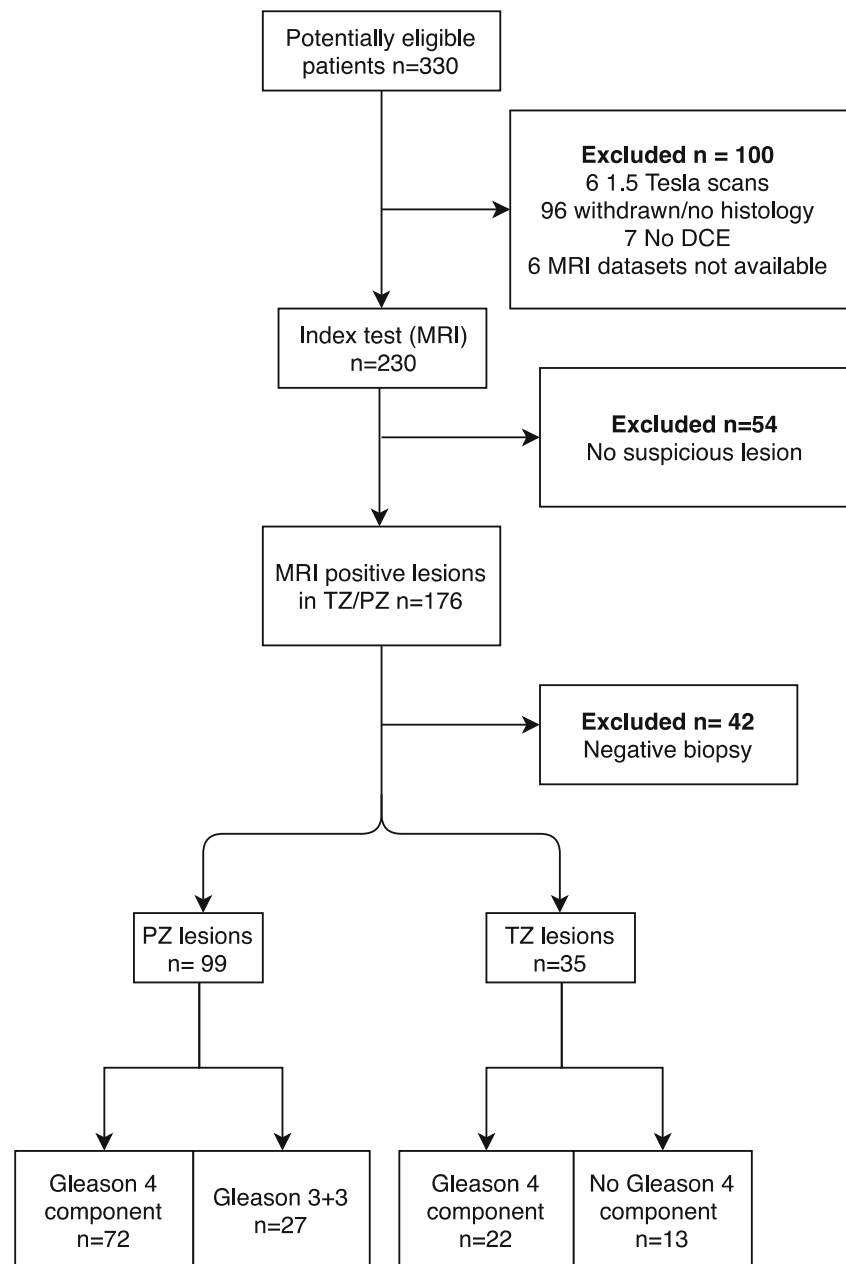 Potentially eligible
patients n=330
Excluded n = 100
6 1.5 Tesla scans
96 withdrawn/no histology
7 No DCE
6 MRI datasets not available
Index test (MRI)
n=230
Excluded n=54
No suspicious lesion
MRI positive lesions
in TZ/PZ n=176
Excluded n= 42
Negative biopsy
PZ lesions
n= 99
TZ lesions
n=35
Gleason 4
component
n=72
Gleason 3+3
n=27
Gleason 4
component
n=22
No Gleason 4
component
n=13